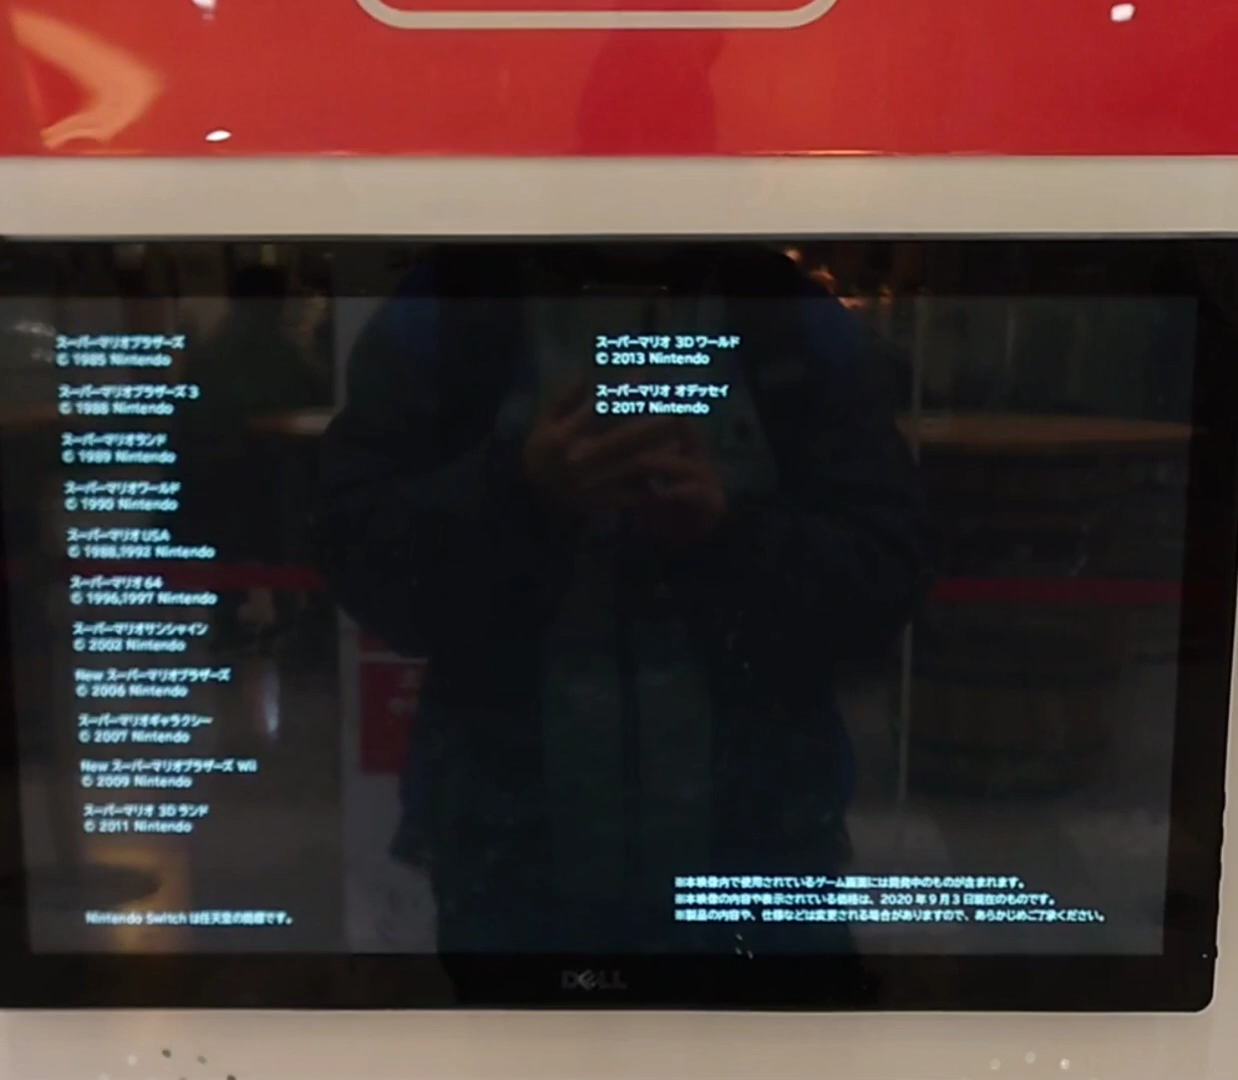 スーパーマリオブラザーズ
© 1985 Nintendo
スーパーマリオブラザーズ 3
© 1988 Nintendo
スーパーマリオランド
© 1989 Nintendo
スーパーマリオワールド
© 1990 Nintendo
スーパーマリオUSA
© 1988,1992 Nintendo
スーパーマリオ64
© 1996,1997 Nintendo
スーパーマリオサンシャイン
© 2002 Nintendo
New スーパーマリオブラザーズ
© 2006 Nintendo
スーパーマリオギャラクシー
© 2007 Nintendo
New スーパーマリオブラザーズ Wii
© 2009 Nintendo
スーパーマリオ 3Dランド
© 2011 Nintendo
スーパーマリオ 3Dワールド
© 2013 Nintendo
スーパーマリオ オデッセイ
© 2017 Nintendo
Nintendo Switch は任天堂の商標です。
※本映像内で使用されているゲーム画面には開発中のものが含まれます。
※本映像の内容や表示されている価格は、2020年9月3日現在のものです。
※製品の内容や、仕様などは変更される場合がありますので、あらかじめご了承ください。
DELL